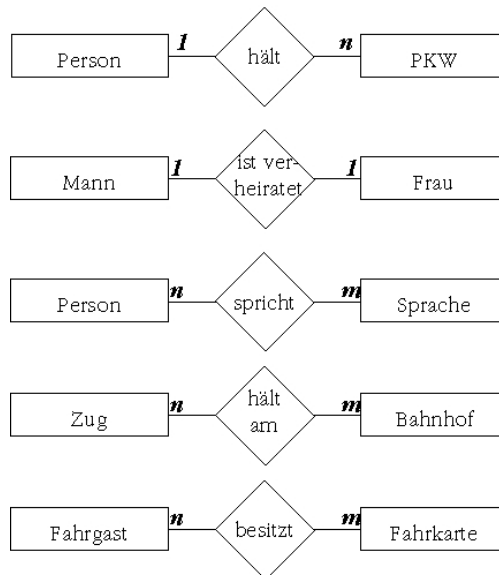 Person 1 hält n PKW
Mann 1 ist ver-
heiratet 1 Frau
Person n spricht m Sprache
Zug n hält
am m Bahnhof
Fahrgast n besitzt m Fahrkarte